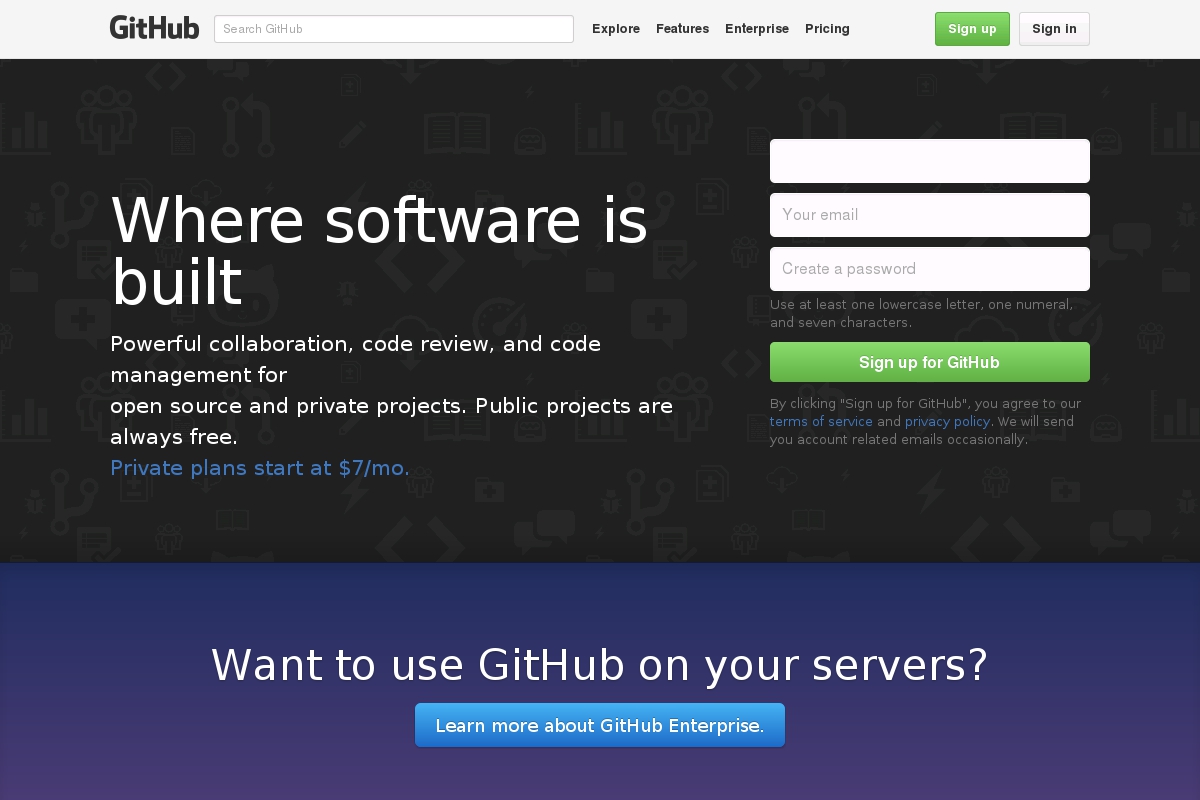 GitHub
Search GitHub
Explore
Features
Enterprise
Pricing
Sign up
Sign in
Where software is
built
Powerful collaboration, code review, and code
management for
open source and private projects. Public projects are
always free.
Private plans start at $7/mo.
Your email
Create a password
Use at least one lowercase letter, one numeral,
and seven characters.
Sign up for GitHub
By clicking "Sign up for GitHub", you agree to our
terms of service and privacy policy. We will send
you account related emails occasionally.
Want to use GitHub on your servers?
Learn more about GitHub Enterprise.